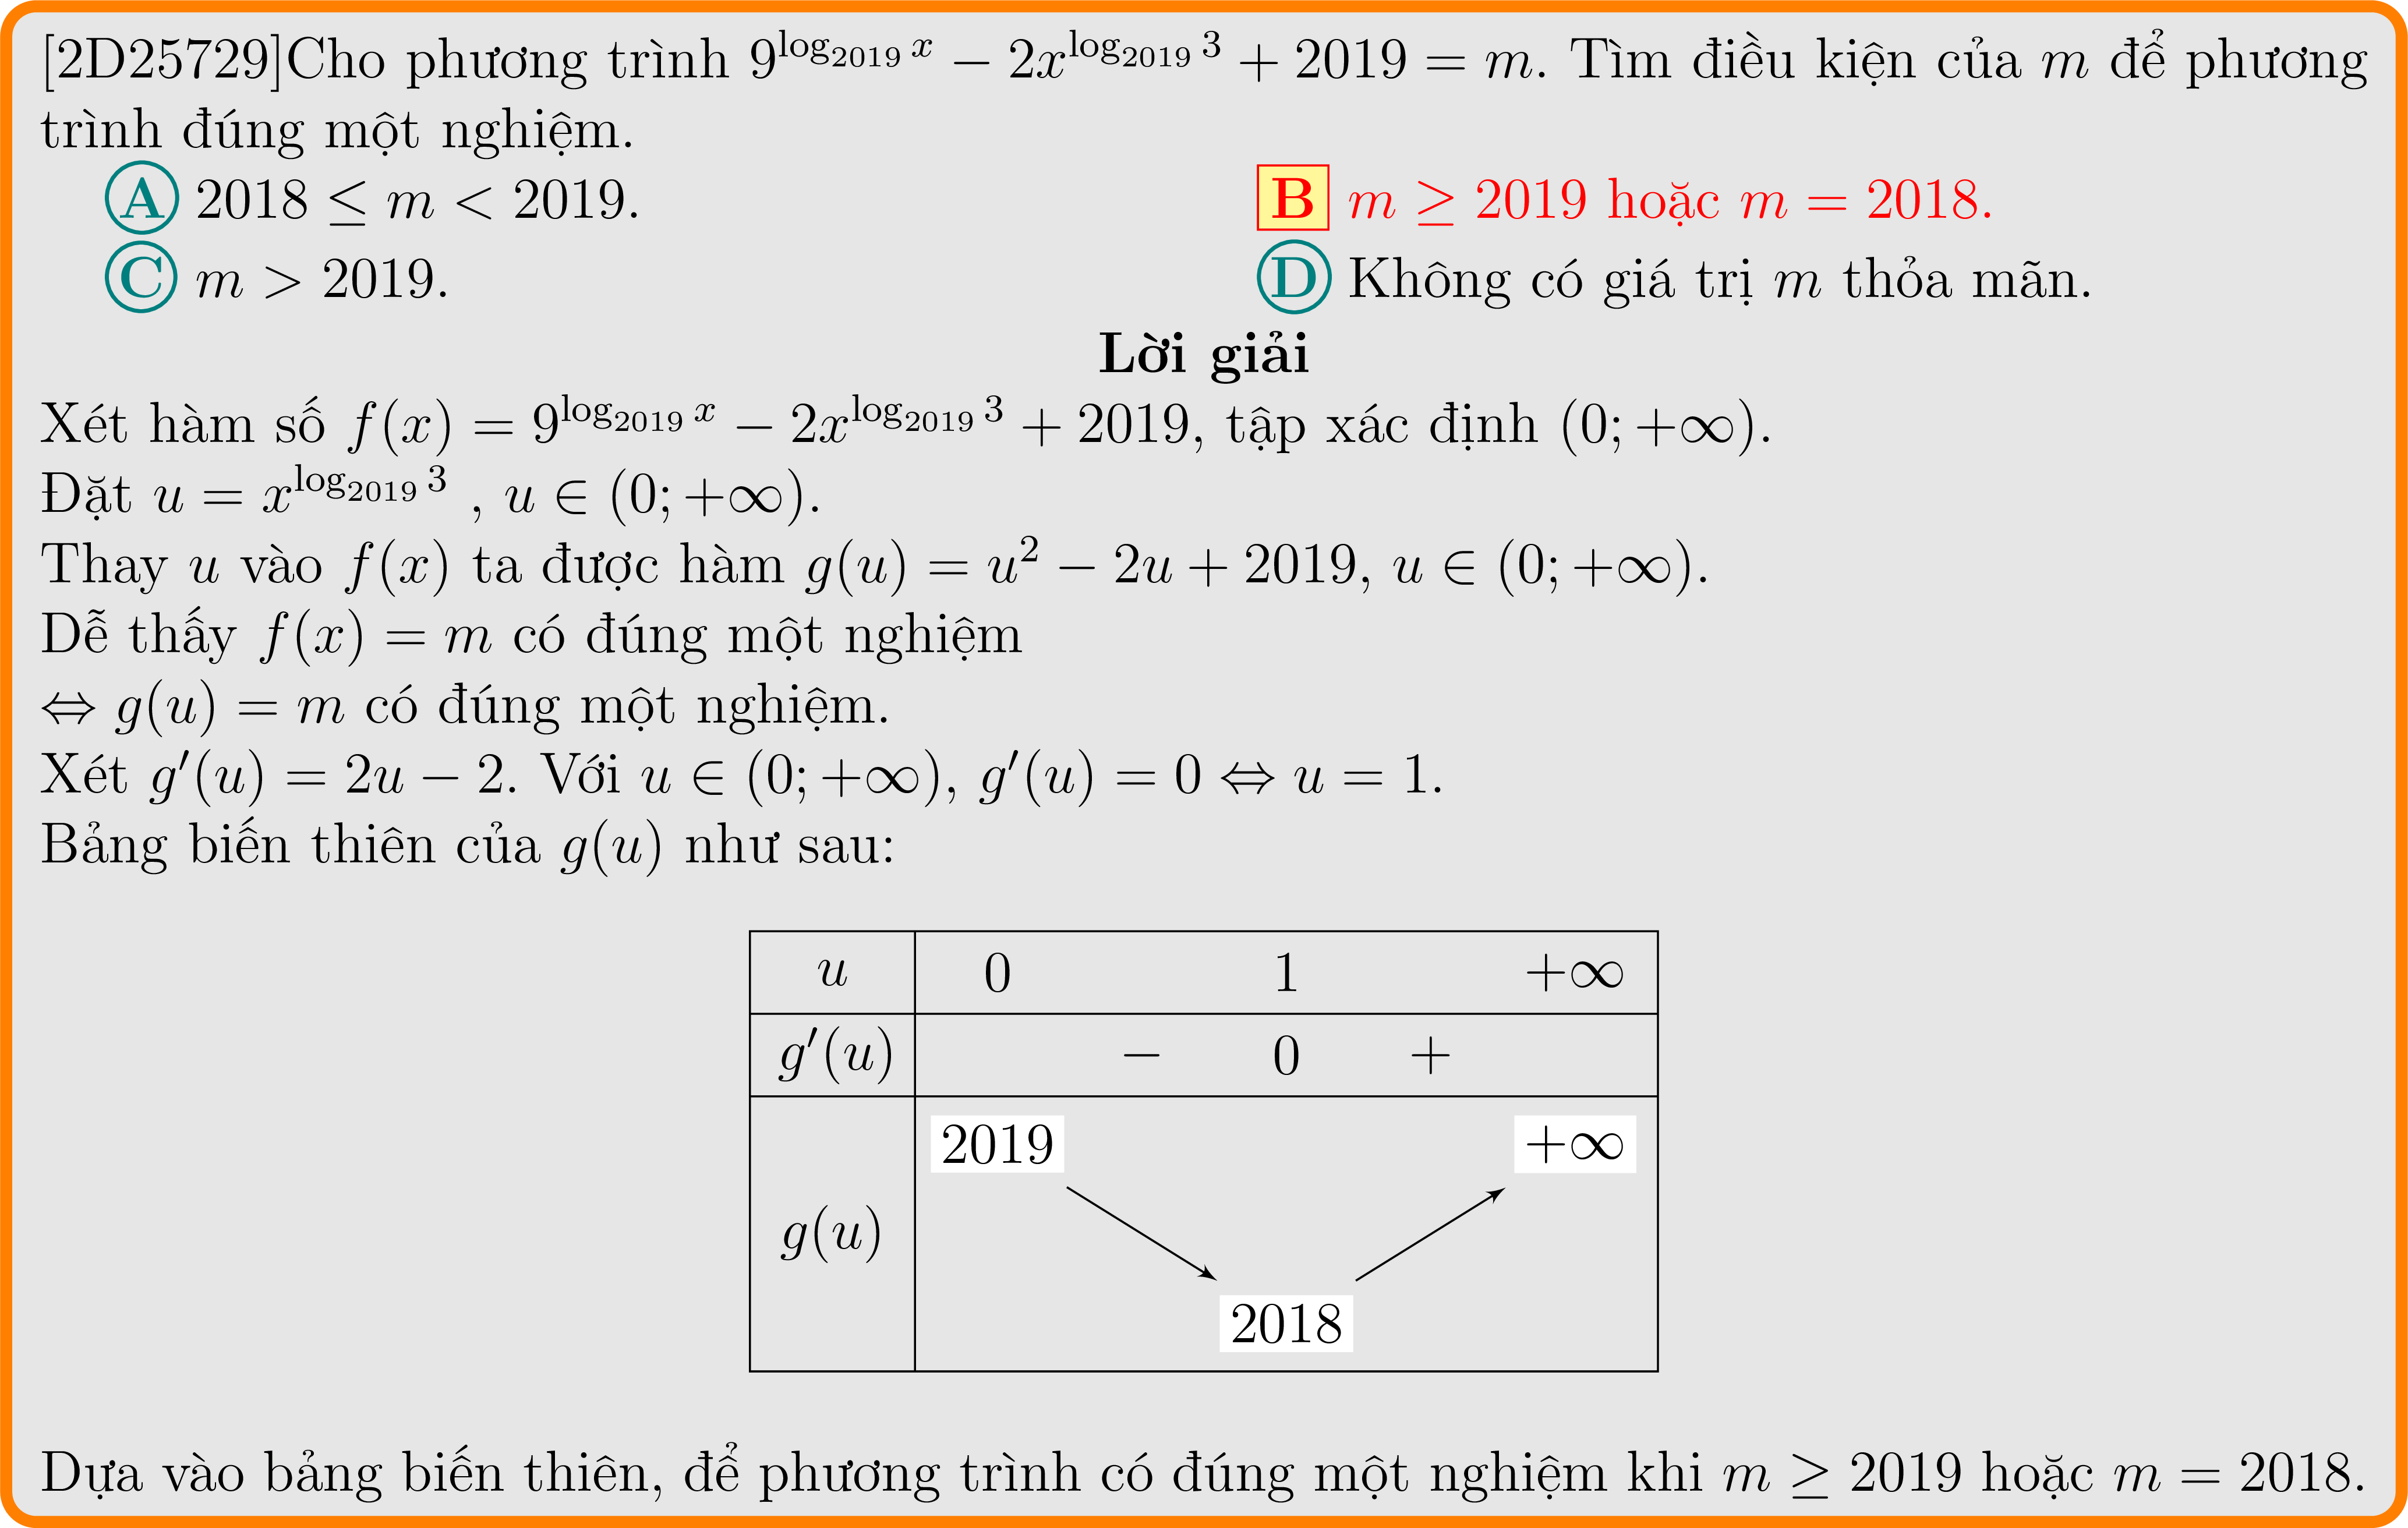 [2D25729]Cho phương trình $9^{\log_{2019} x} - 2x^{\log_{2019} 3} + 2019 = m$. Tìm điều kiện của $m$ để phương
trình đúng một nghiệm.
A $2018 \leq m < 2019$.
B $m \geq 2019$ hoặc $m = 2018$.
C $m > 2019$.
D Không có giá trị $m$ thỏa mãn.
Lời giải
Xét hàm số $f(x) = 9^{\log_{2019} x} - 2x^{\log_{2019} 3} + 2019$, tập xác định $(0; +\infty)$.
Đặt $u = x^{\log_{2019} 3}$ , $u \in (0; +\infty)$.
Thay $u$ vào $f(x)$ ta được hàm $g(u) = u^2 - 2u + 2019$, $u \in (0; +\infty)$.
Dễ thấy $f(x) = m$ có đúng một nghiệm
$\Leftrightarrow g(u) = m$ có đúng một nghiệm.
Xét $g'(u) = 2u - 2$. Với $u \in (0; +\infty)$, $g'(u) = 0 \Leftrightarrow u = 1$.
Bảng biến thiên của $g(u)$ như sau:
$u$ 0 1 $+\infty$
$g'(u)$ − 0 +
2019 $+\infty$
$g(u)$
2018
Dựa vào bảng biến thiên, để phương trình có đúng một nghiệm khi $m \geq 2019$ hoặc $m = 2018$.